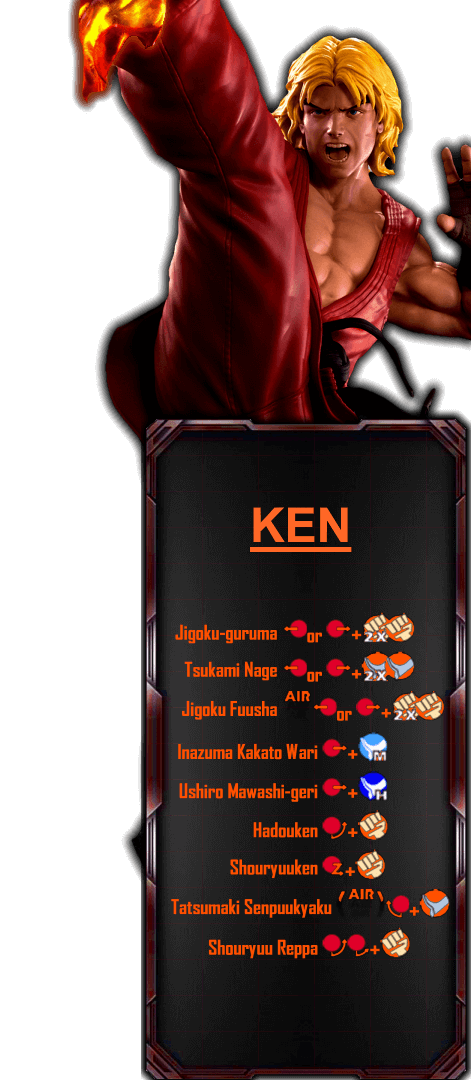 KEN
Jigoku-guruma or + 2X
Tsukami Nage or + 2X
Jigoku Fuusha AIR or + 2X
Inazuma Kakato Wari + M
Ushiro Mawashi-geri + H
Hadouken +
Shouryuuken +
Tatsumaki Senpuukyaku (AIR) +
Shouryuu Reppa +